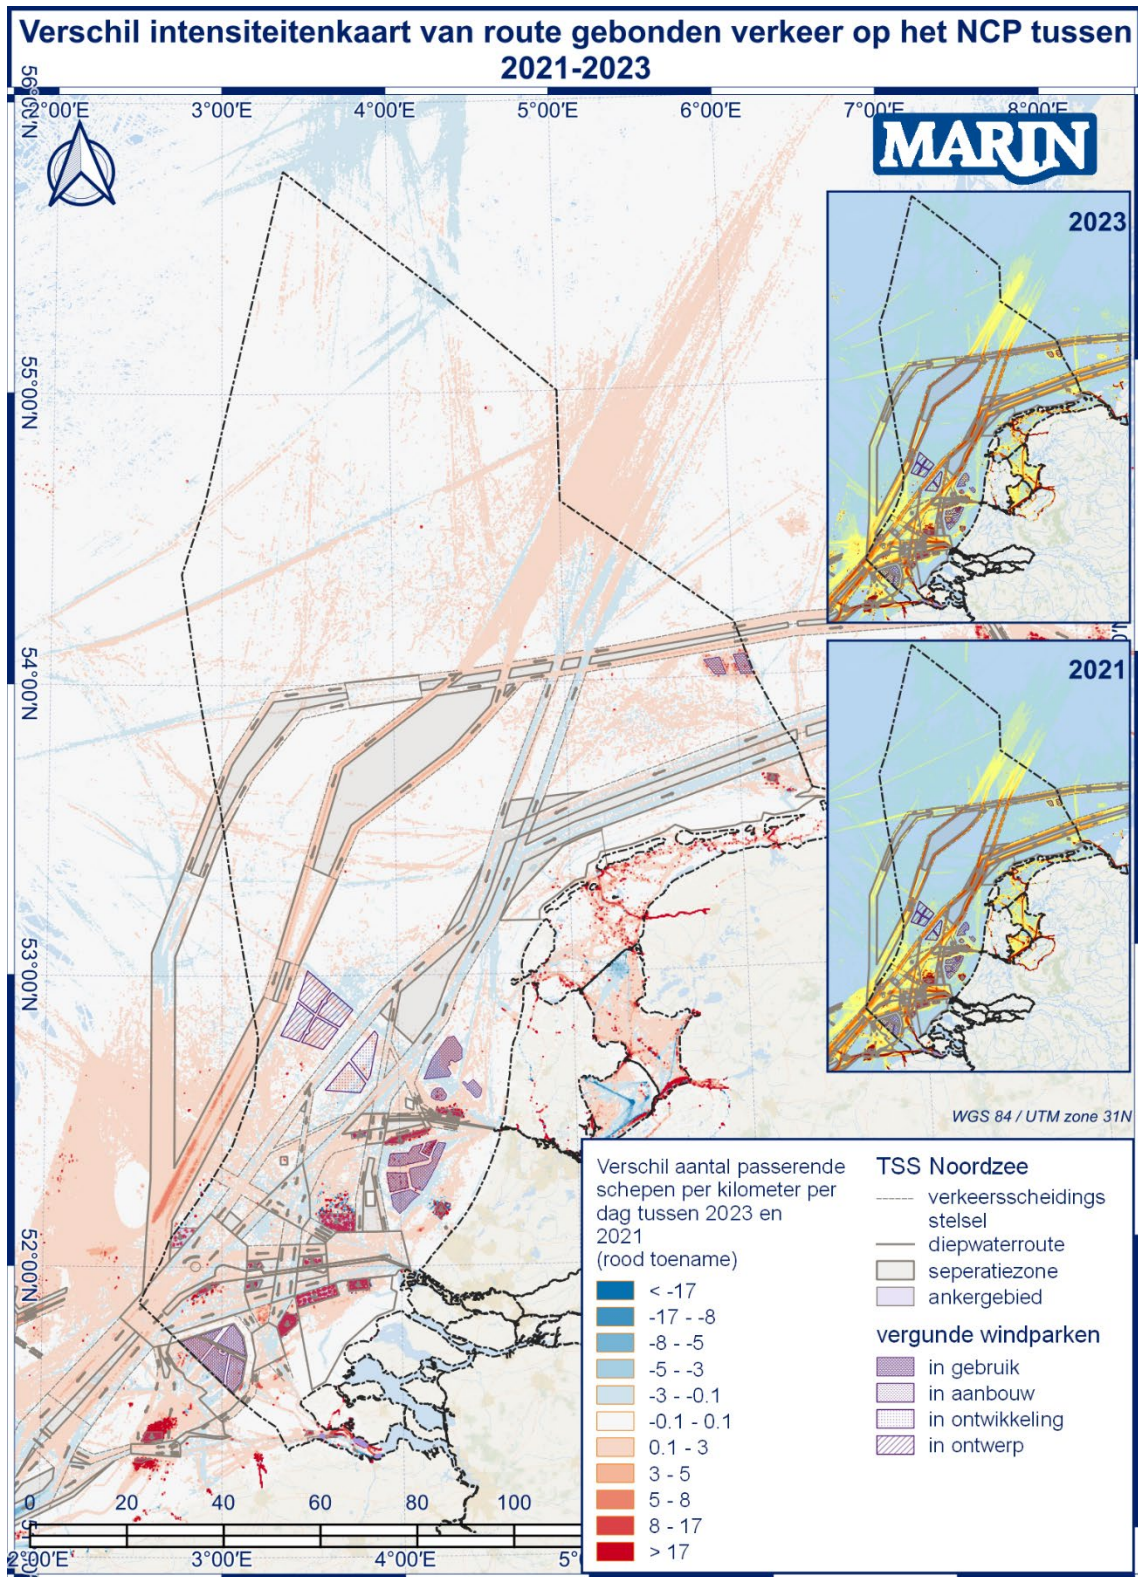 Verschil intensiteitenkaart van route gebonden verkeer op het NCP tussen
2021-2023
2°00'E 3°00'E 4°00'E 5°00'E 6°00'E 7°00'E 8°00'E
56°00'N
MARIN
2023
55°00'N
54°00'N
2021
53°00'N
WGS 84 / UTM zone 31N
52°00'N
Verschil aantal passerende
schepen per kilometer per
dag tussen 2023 en
2021
(rood toename)
< -17
-17 - -8
-8 - -5
-5 - -3
-3 - -0.1
-0.1 - 0.1
0.1 - 3
3 - 5
5 - 8
8 - 17
> 17
TSS Noordzee
verkeersscheidings
stelsel
diepwaterroute
seperatiezone
ankergebied
vergunde windparken
in gebruik
in aanbouw
in ontwikkeling
in ontwerp
0 20 40 60 80 100
2°00'E 3°00'E 4°00'E